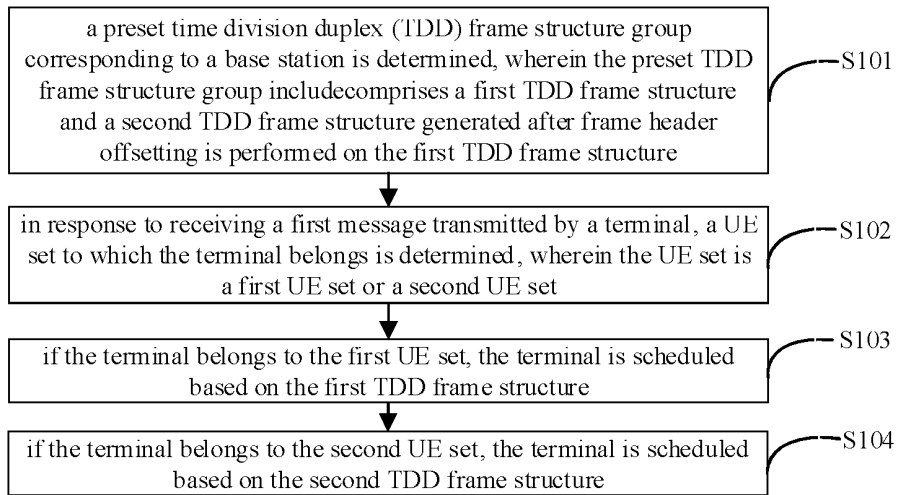 a preset time division duplex (TDD) frame structure group
corresponding to a base station is determined, wherein the preset TDD
frame structure group includecomprises a first TDD frame structure
and a second TDD frame structure generated after frame header
offsetting is performed on the first TDD frame structure
S101
in response to receiving a first message transmitted by a terminal, a UE
set to which the terminal belongs is determined, wherein the UE set is
a first UE set or a second UE set
S102
if the terminal belongs to the first UE set, the terminal is scheduled
based on the first TDD frame structure
S103
if the terminal belongs to the second UE set, the terminal is scheduled
based on the second TDD frame structure
S104